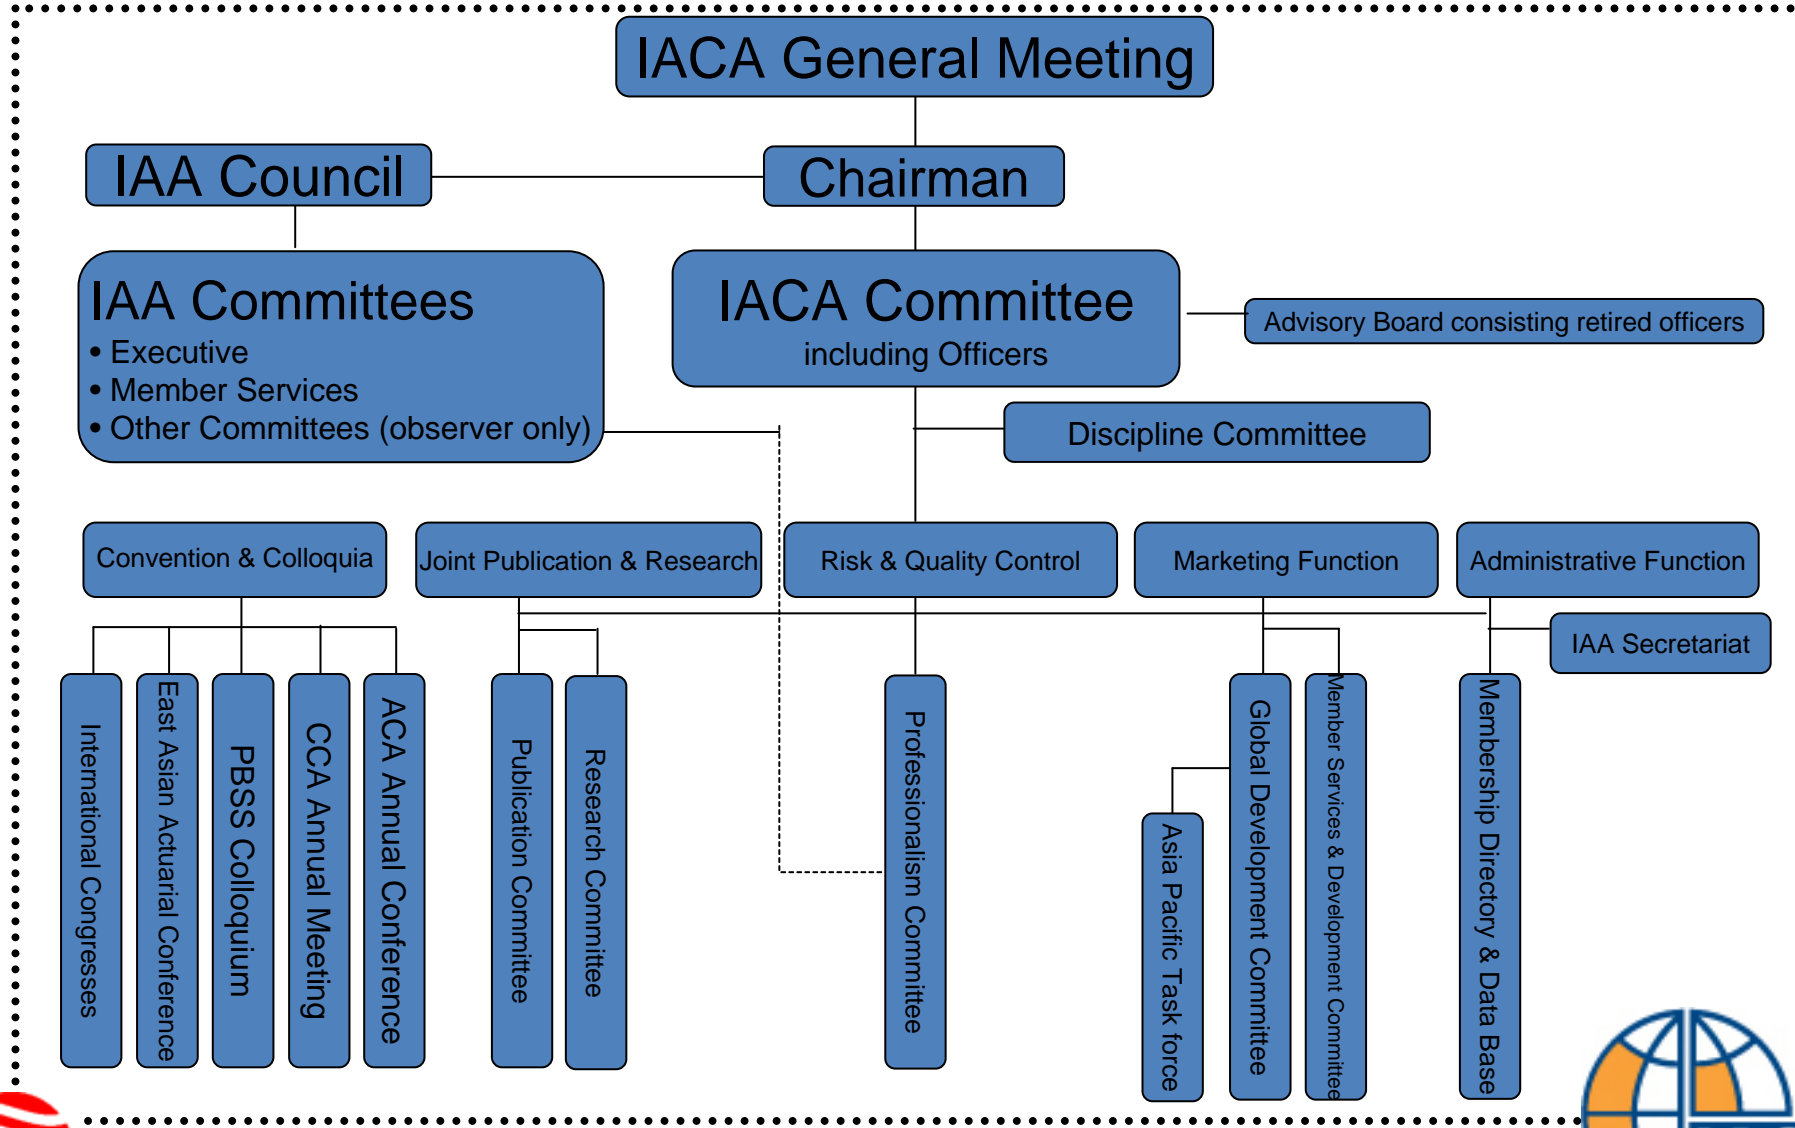 IACA General Meeting
IAA Council
Chairman
IAA Committees
• Executive
• Member Services
• Other Committees (observer only)
IACA Committee
including Officers
Advisory Board consisting retired officers
Discipline Committee
Convention & Colloquia
Joint Publication & Research
Risk & Quality Control
Marketing Function
Administrative Function
IAA Secretariat
International Congresses
East Asian Actuarial Conference
PBSS Colloquium
CCA Annual Meeting
ACA Annual Conference
Publication Committee
Research Committee
Professionalism Committee
Asia Pacific Task force
Global Development Committee
Member Services & Development Committee
Membership Directory & Data Base